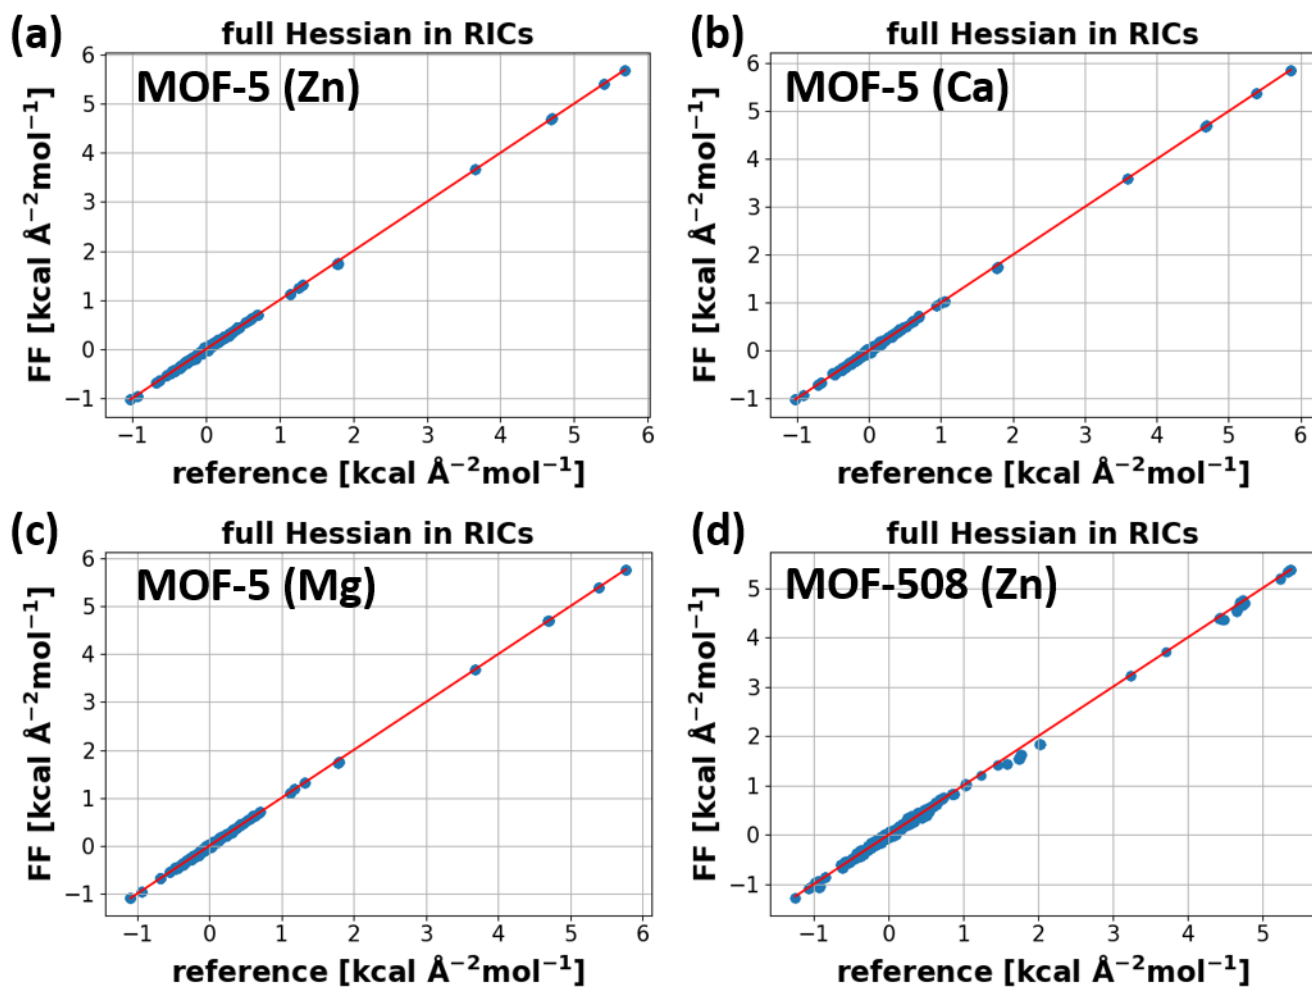 (a)
full Hessian in RICs
MOF-5 (Zn)
FF [kcal Å⁻²mol⁻¹]
6
5
4
3
2
1
0
−1
−1 0 1 2 3 4 5 6
reference [kcal Å⁻²mol⁻¹]
(b)
full Hessian in RICs
MOF-5 (Ca)
FF [kcal Å⁻²mol⁻¹]
6
5
4
3
2
1
0
−1
−1 0 1 2 3 4 5 6
reference [kcal Å⁻²mol⁻¹]
(c)
full Hessian in RICs
MOF-5 (Mg)
FF [kcal Å⁻²mol⁻¹]
6
5
4
3
2
1
0
−1
−1 0 1 2 3 4 5 6
reference [kcal Å⁻²mol⁻¹]
(d)
full Hessian in RICs
MOF-508 (Zn)
FF [kcal Å⁻²mol⁻¹]
5
4
3
2
1
0
−1
−1 0 1 2 3 4 5
reference [kcal Å⁻²mol⁻¹]